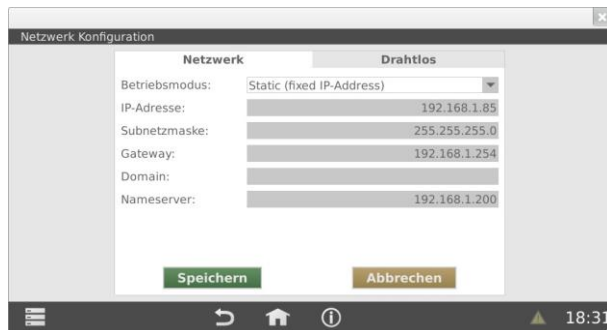 Netzwerk Konfiguration
Netzwerk Drahtlos
Betriebsmodus: Static (fixed IP-Address)
IP-Adresse: 192.168.1.85
Subnetzmaske: 255.255.255.0
Gateway: 192.168.1.254
Domain:
Nameserver: 192.168.1.200
Speichern Abbrechen
18:31